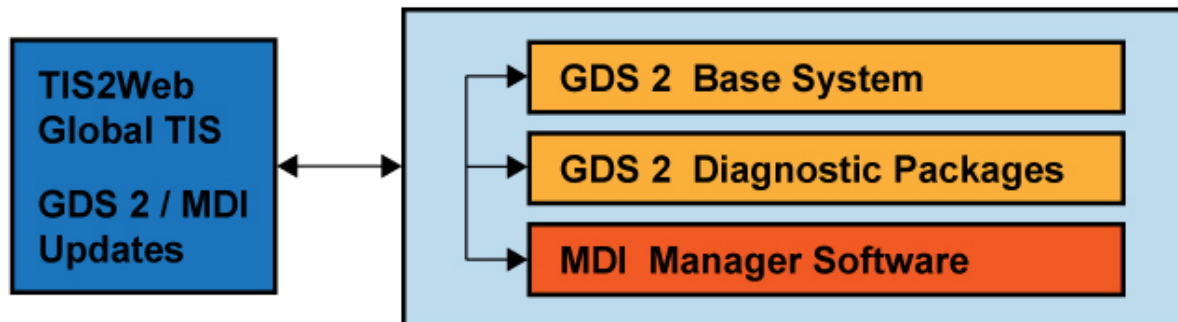 TIS2Web
Global TIS
GDS 2 / MDI
Updates
GDS 2 Base System
GDS 2 Diagnostic Packages
MDI Manager Software